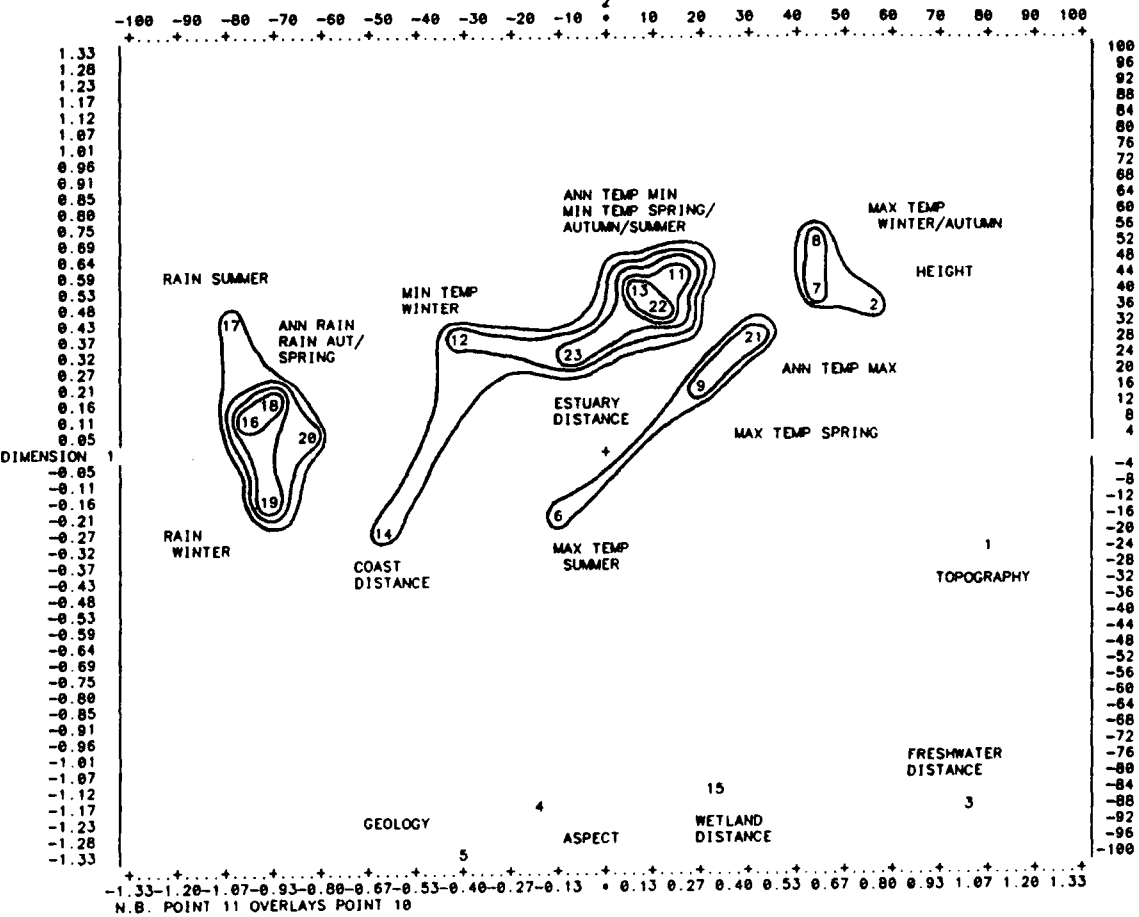 2
-100 -90 -80 -70 -60 -50 -40 -30 -20 -10 * 10 20 30 40 50 60 70 80 90 100
1.33 100
1.28 96
1.23 92
1.17 88
1.12 84
1.07 80
1.01 76
0.96 72
0.91 68
0.85 64
0.80 60
0.75 56
0.69 52
0.64 48
0.59 44
0.53 40
0.48 36
0.43 32
0.37 28
0.32 24
0.27 20
0.21 16
0.16 12
0.11 8
0.05 4
DIMENSION 1
-0.05 -4
-0.11 -8
-0.16 -12
-0.21 -16
-0.27 -20
-0.32 -24
-0.37 -28
-0.43 -32
-0.48 -36
-0.53 -40
-0.59 -44
-0.64 -48
-0.69 -52
-0.75 -56
-0.80 -60
-0.85 -64
-0.91 -68
-0.96 -72
-1.01 -76
-1.07 -80
-1.12 -84
-1.17 -88
-1.23 -92
-1.28 -96
-1.33 -100
ANN TEMP MIN
MIN TEMP SPRING/
AUTUMN/SUMMER
MAX TEMP
WINTER/AUTUMN
8
HEIGHT
RAIN SUMMER
11
13
22
7
2
MIN TEMP
WINTER
17
ANN RAIN
RAIN AUT/
SPRING
12
23
21
ANN TEMP MAX
9
18
16
20
ESTUARY
DISTANCE
MAX TEMP SPRING
+
19
6
14
RAIN
WINTER
COAST
DISTANCE
MAX TEMP
SUMMER
1
TOPOGRAPHY
FRESHWATER
DISTANCE
3
15
WETLAND
DISTANCE
4
GEOLOGY
ASPECT
5
-1.33-1.20-1.07-0.93-0.80-0.67-0.53-0.40-0.27-0.13 * 0.13 0.27 0.40 0.53 0.67 0.80 0.93 1.07 1.20 1.33
N.B. POINT 11 OVERLAYS POINT 10